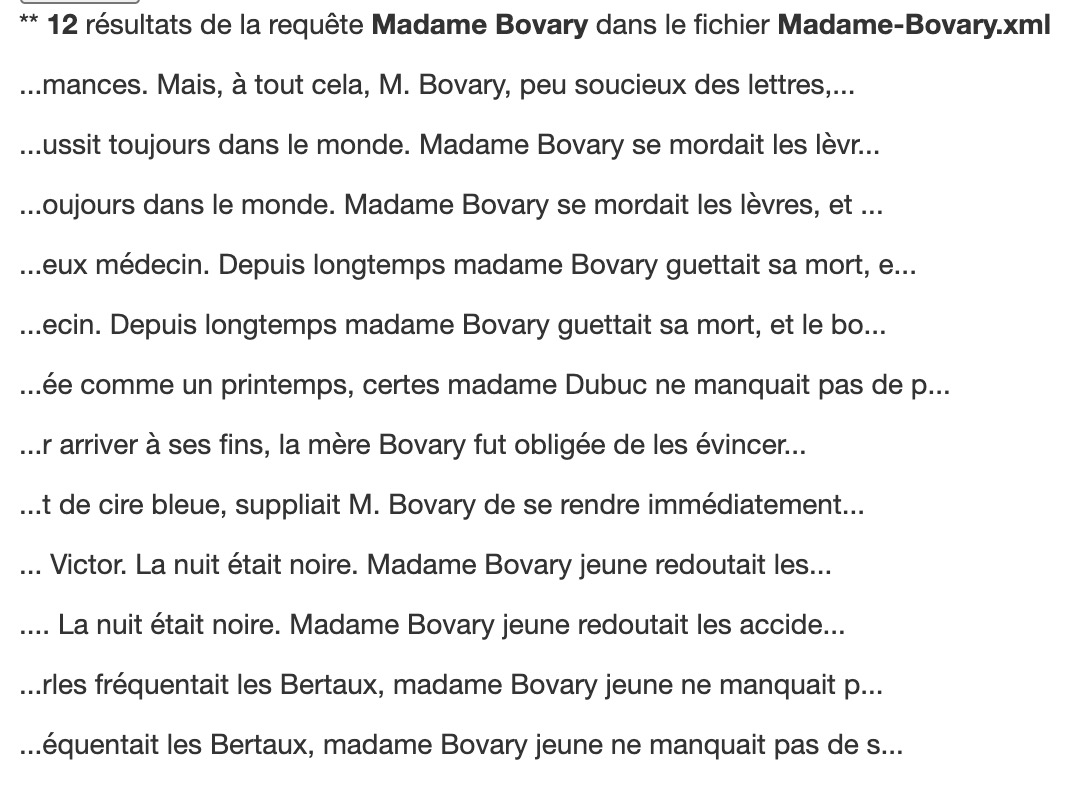 ** 12 résultats de la requête Madame Bovary dans le fichier Madame-Bovary.xml
...mances. Mais, à tout cela, M. Bovary, peu soucieux des lettres,...
...ussit toujours dans le monde. Madame Bovary se mordait les lèvr...
...oujours dans le monde. Madame Bovary se mordait les lèvres, et ...
...eux médecin. Depuis longtemps madame Bovary guettait sa mort, e...
...ecin. Depuis longtemps madame Bovary guettait sa mort, et le bo...
...ée comme un printemps, certes madame Dubuc ne manquait pas de p...
...r arriver à ses fins, la mère Bovary fut obligée de les évincer...
...t de cire bleue, suppliait M. Bovary de se rendre immédiatement...
... Victor. La nuit était noire. Madame Bovary jeune redoutait les...
.... La nuit était noire. Madame Bovary jeune redoutait les accide...
...rles fréquentait les Bertaux, madame Bovary jeune ne manquait p...
...équentait les Bertaux, madame Bovary jeune ne manquait pas de s...